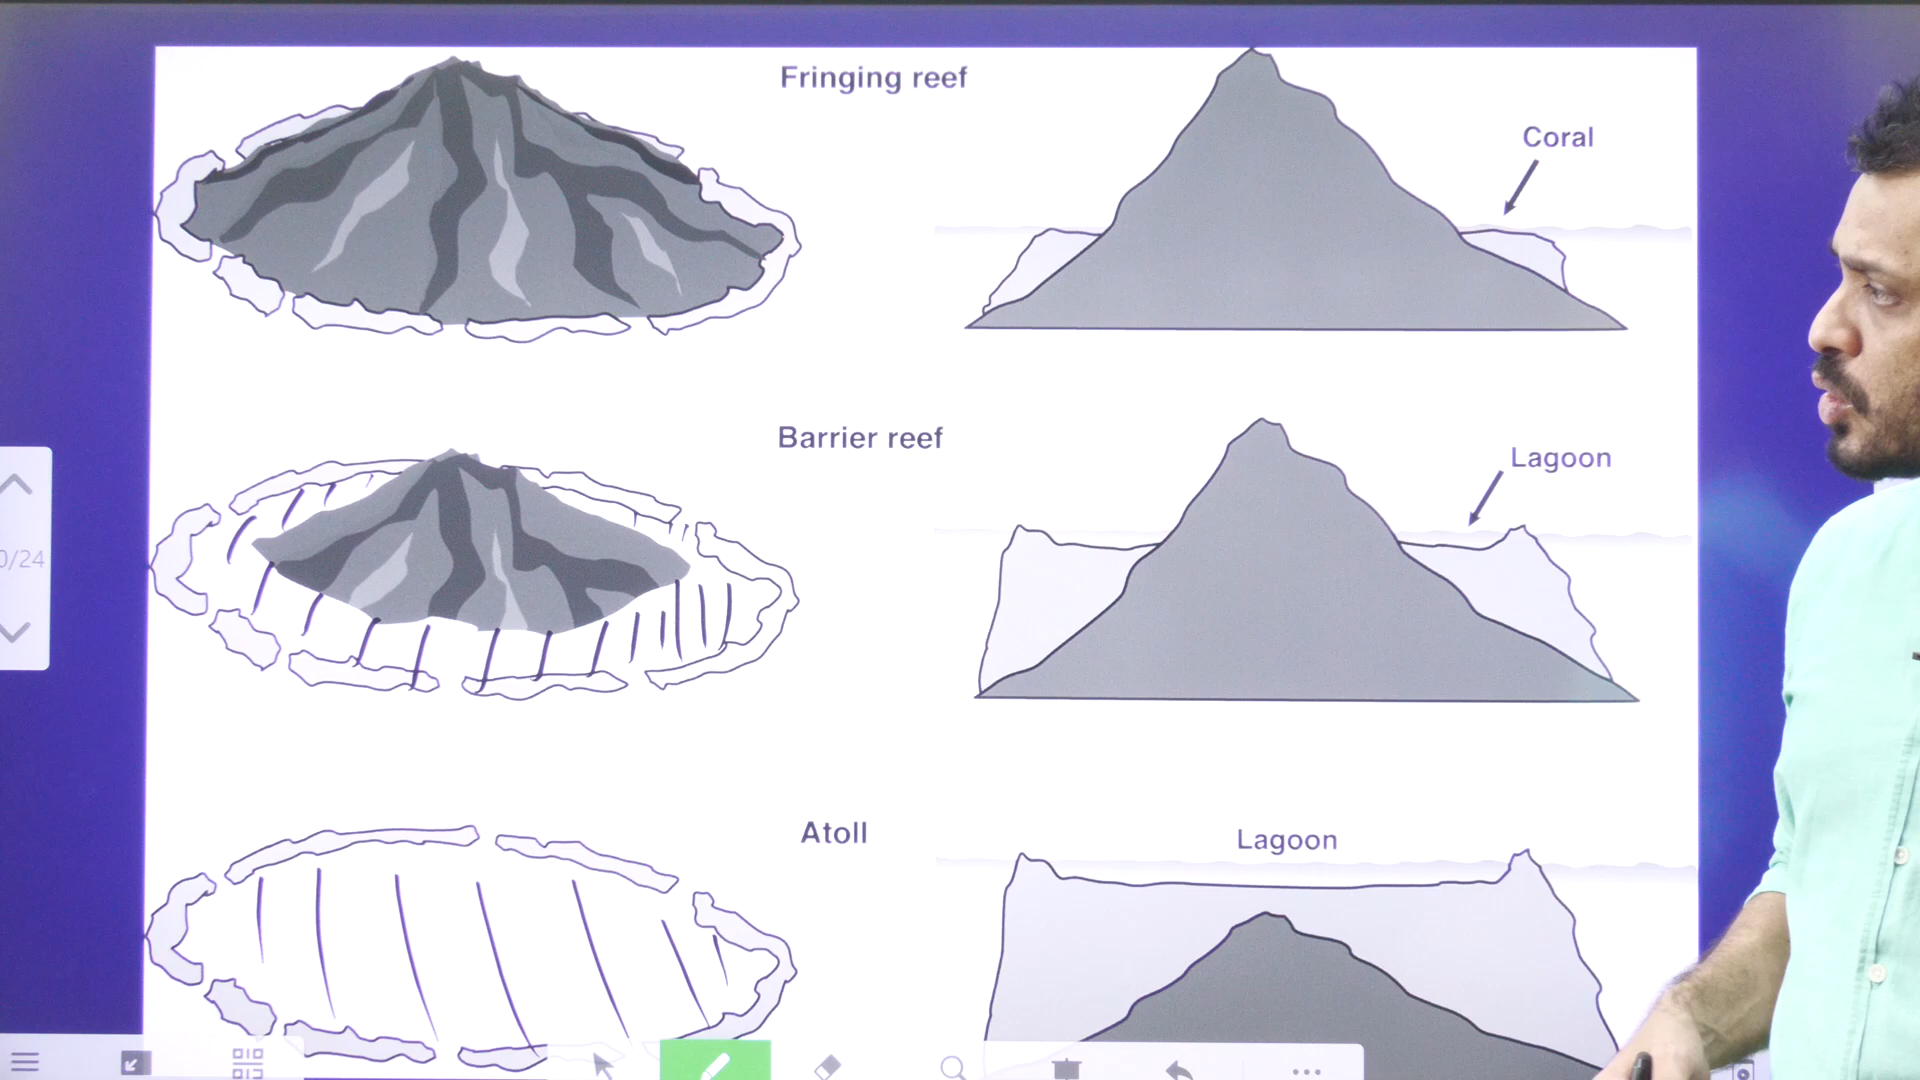 Fringing reef
Coral
Barrier reef
Lagoon
0/24
Atoll
Lagoon